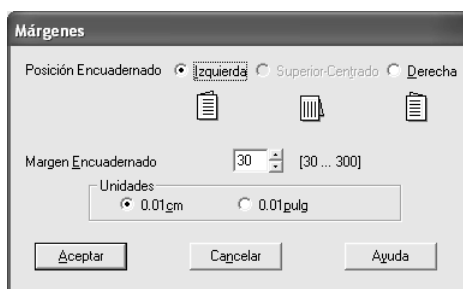 Márgenes
Posición Encuadernado Izquierda Superior-Centrado Derecha
Margen Encuadernado 30 [30 ... 300]
Unidades
0.01cm 0.01pulg
Aceptar Cancelar Ayuda